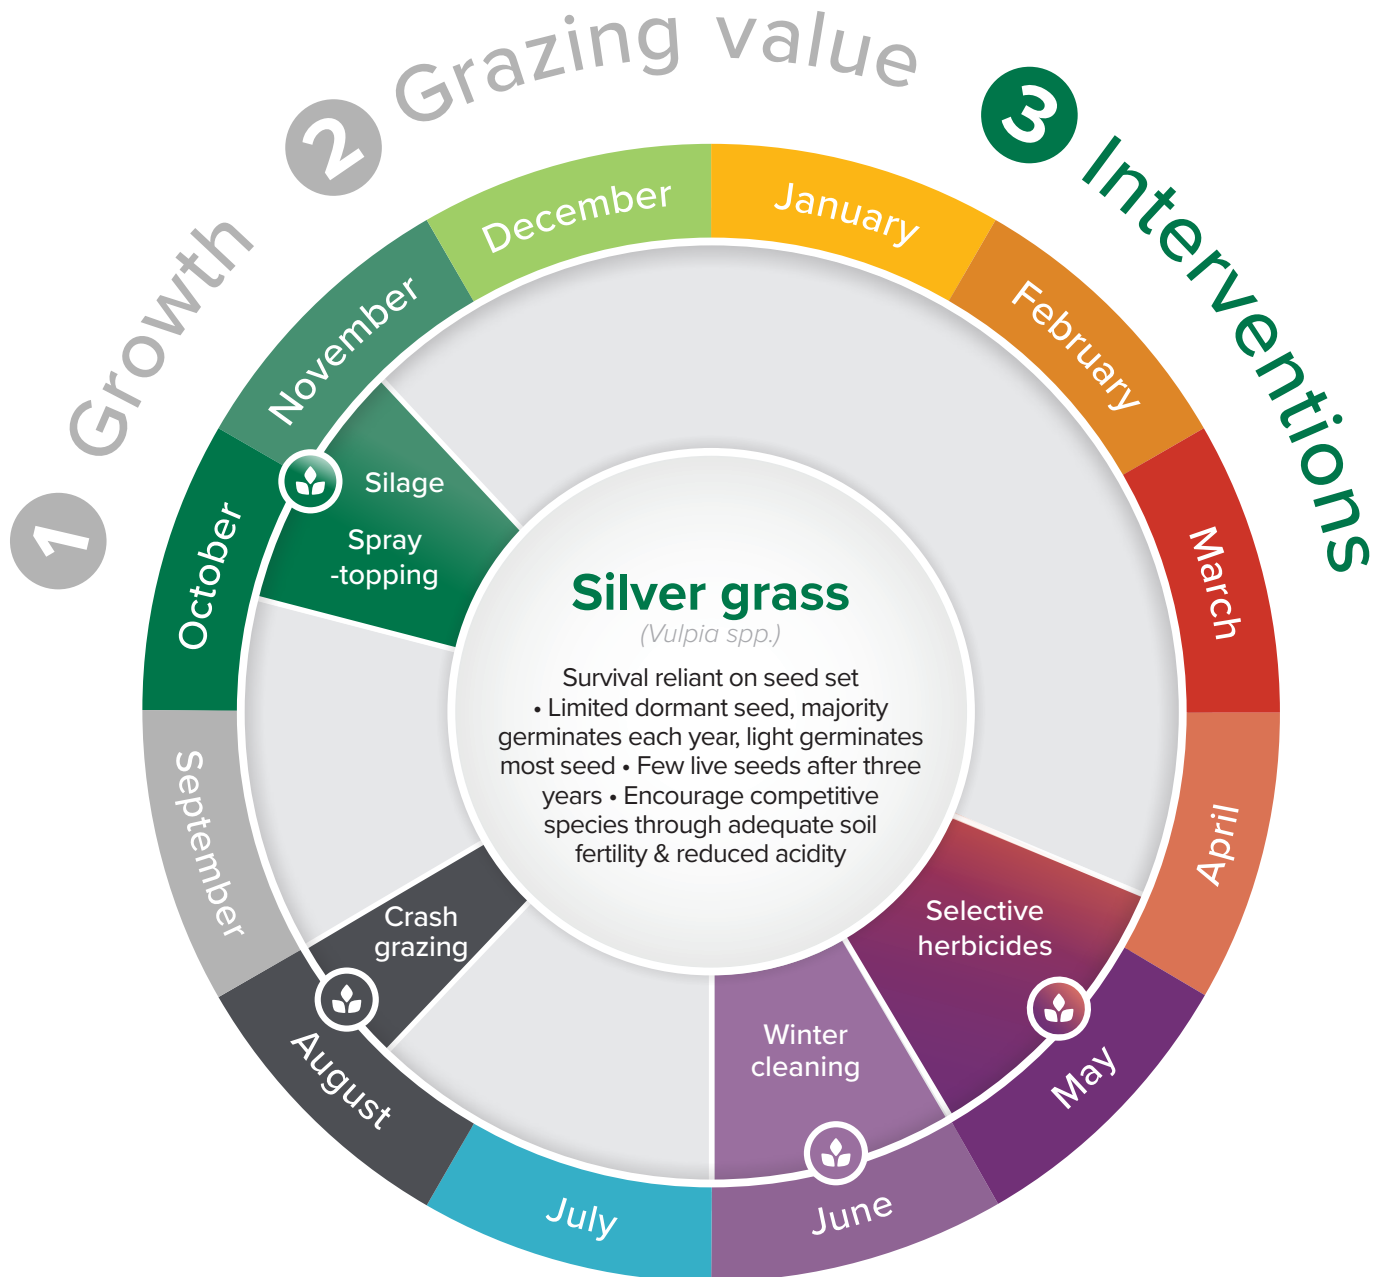 1 Growth
2 Grazing value
3 Interventions
December
January
November
February
October
March
September
April
August
May
July
June
Silage
Spray
-topping
Crash
grazing
Winter
cleaning
Selective
herbicides
Silver grass
(Vulpia spp.)
Survival reliant on seed set
• Limited dormant seed, majority
germinates each year, light germinates
most seed • Few live seeds after three
years • Encourage competitive
species through adequate soil
fertility & reduced acidity